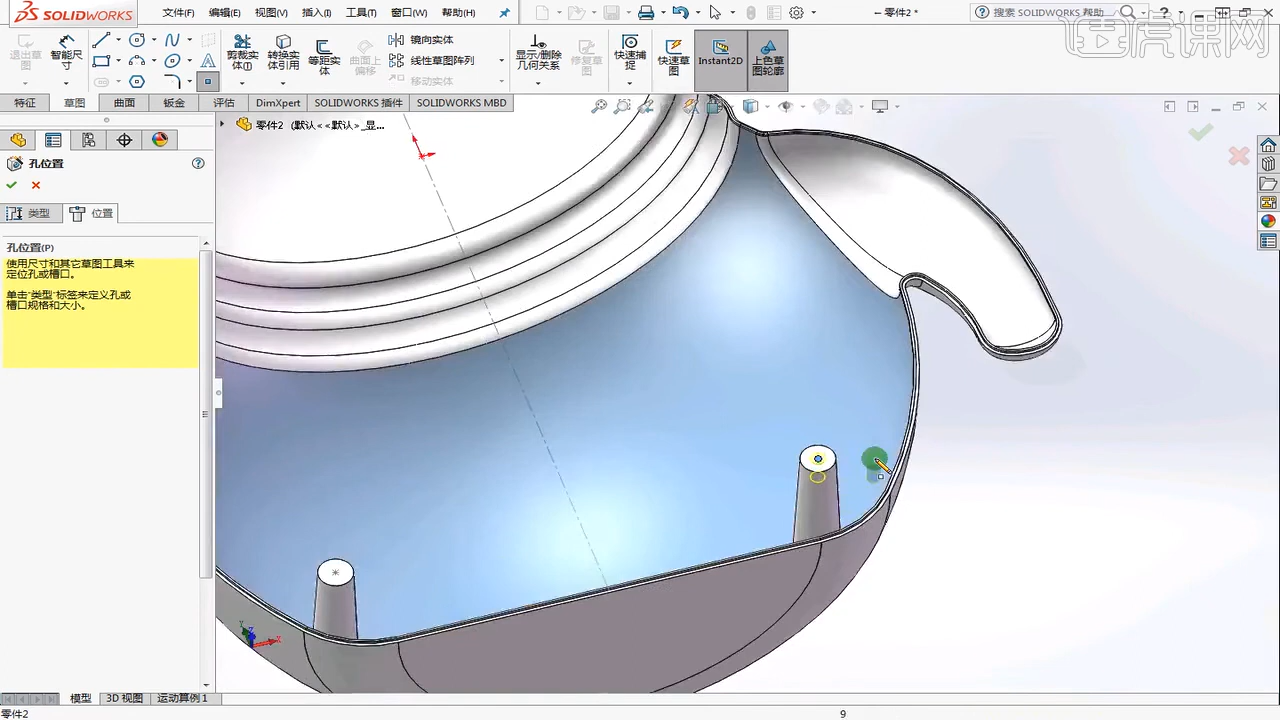 SOLIDWORKS 文件(F) 编辑(E) 视图(V) 插入(I) 工具(T) 窗口(W) 帮助(H) 零件2 * 搜索 SOLIDWORKS 帮助
虎课网
退出草图 智能尺寸 剪裁实体(T) 转换实体引用 等距实体 曲面上偏移 镜向实体 线性草图阵列 移动实体 显示/删除几何关系 修复草图 快速捕捉 快速草图 Instant2D 上色草图轮廓
特征 草图 曲面 钣金 评估 DimXpert SOLIDWORKS 插件 SOLIDWORKS MBD
零件2 (默认<<默认>_显...
孔位置
类型 位置
孔位置(P)
使用尺寸和其它草图工具来
定位孔或槽口。
单击"类型"标签来定义孔或
槽口规格和大小。
模型 3D 视图 运动算例 1
零件2 9